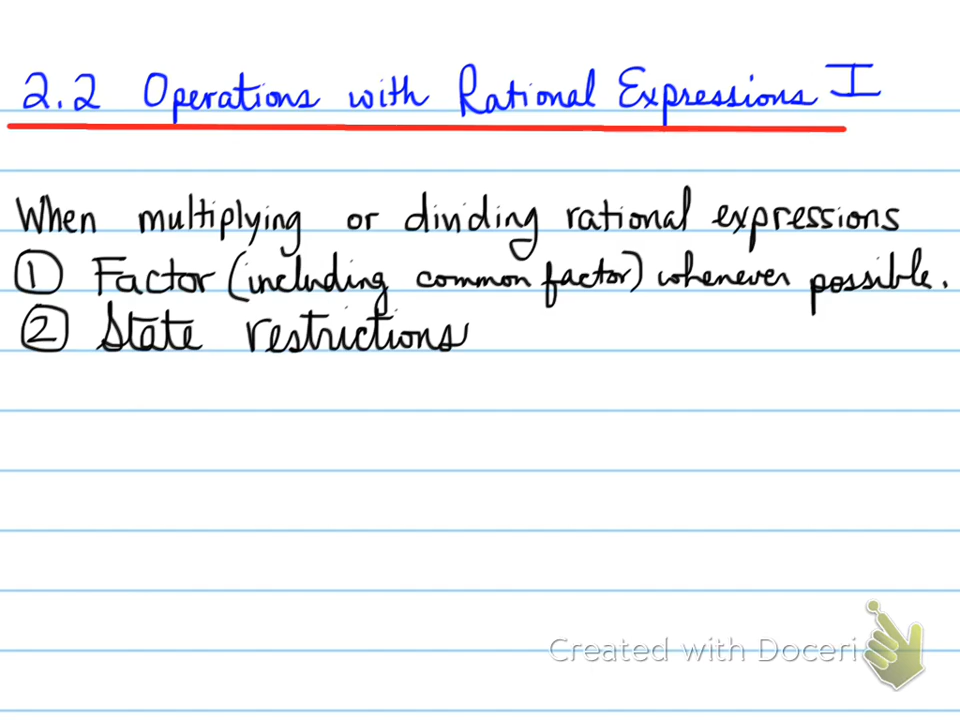 2.2 Operations with Rational Expressions I
When multiplying or dividing rational expressions
① Factor (including common factor) whenever possible.
② State restrictions
Created with Doceri